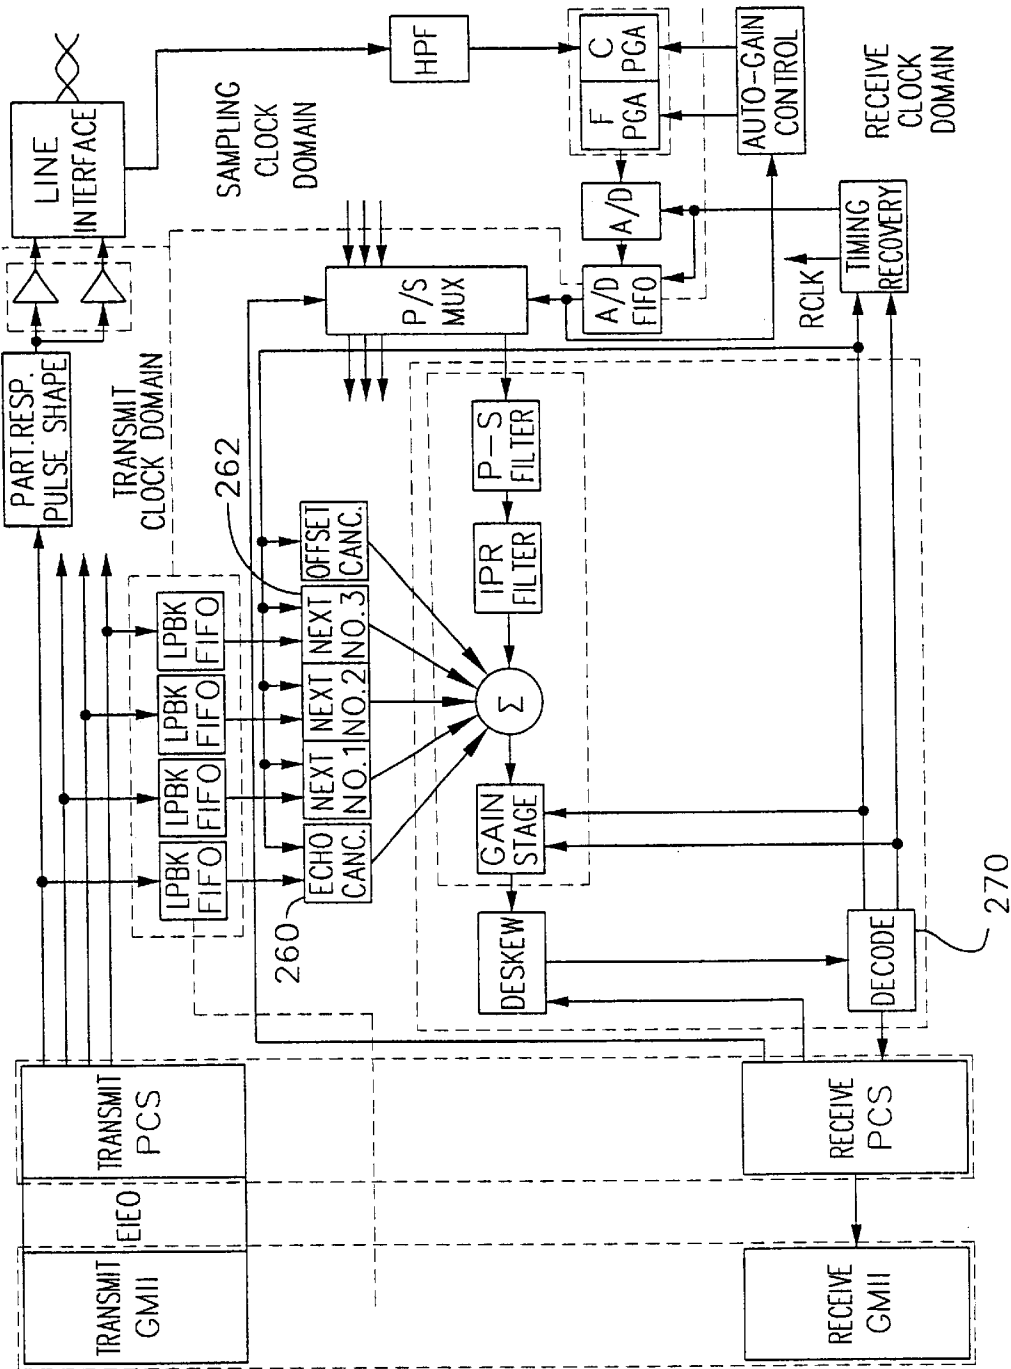 TRANSMIT
GMII
EIEO
TRANSMIT
PCS
PART.RESP.
PULSE SHAPE
LINE
INTERFACE
TRANSMIT
CLOCK DOMAIN
LPBK
FIFO
LPBK
FIFO
LPBK
FIFO
LPBK
FIFO
SAMPLING
CLOCK
DOMAIN
260
ECHO
CANC.
NEXT
NO.1
NEXT
NO.2
NEXT
NO.3
262
OFFSET
CANC.
P/S
MUX
HPF
DESKEW
GAIN
STAGE
Σ
IPR
FILTER
P-S
FILTER
A/D
FIFO
A/D
F
PGA
C
PGA
AUTO-GAIN
CONTROL
RECEIVE
GMII
RECEIVE
PCS
DECODE
270
RCLK
TIMING
RECOVERY
RECEIVE
CLOCK
DOMAIN